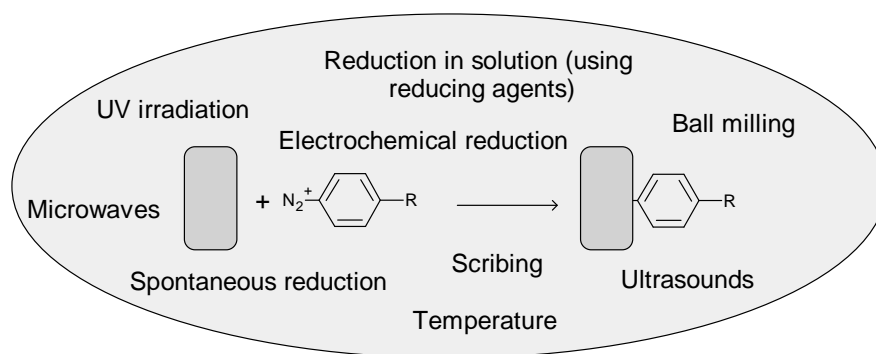 Reduction in solution (using
reducing agents)
UV irradiation
Ball milling
Electrochemical reduction
+ N₂⁺ R
R
Microwaves
Scribing
Spontaneous reduction
Ultrasounds
Temperature